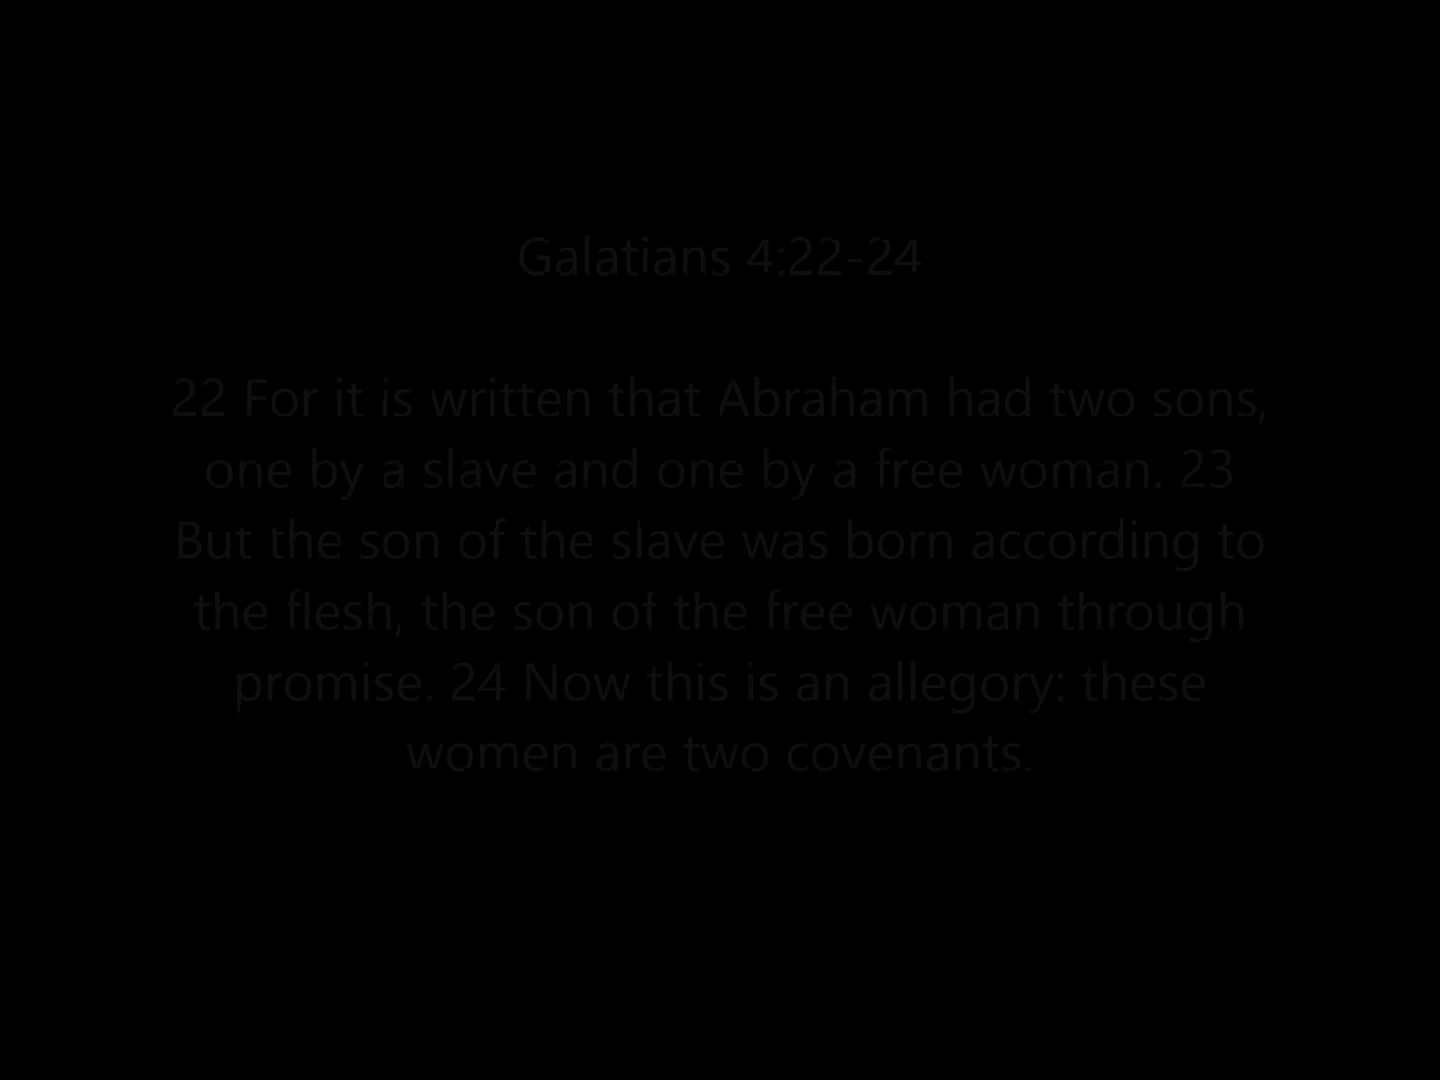 Galatians 4:22-24
22 For it is written that Abraham had two sons,
one by a slave and one by a free woman. 23
But the son of the slave was born according to
the flesh, the son of the free woman through
promise. 24 Now this is an allegory: these
women are two covenants.